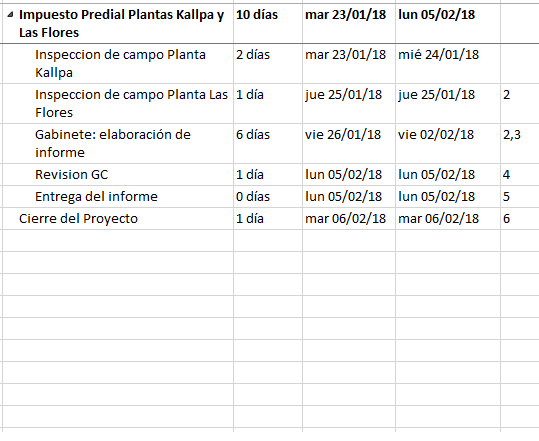 Impuesto Predial Plantas Kallpa y 10 días mar 23/01/18 lun 05/02/18
Las Flores
Inspeccion de campo Planta 2 días mar 23/01/18 mié 24/01/18
Kallpa
Inspeccion de campo Planta Las 1 día jue 25/01/18 jue 25/01/18 2
Flores
Gabinete: elaboración de 6 días vie 26/01/18 vie 02/02/18 2,3
informe
Revision GC 1 día lun 05/02/18 lun 05/02/18 4
Entrega del informe 0 días lun 05/02/18 lun 05/02/18 5
Cierre del Proyecto 1 día mar 06/02/18 mar 06/02/18 6